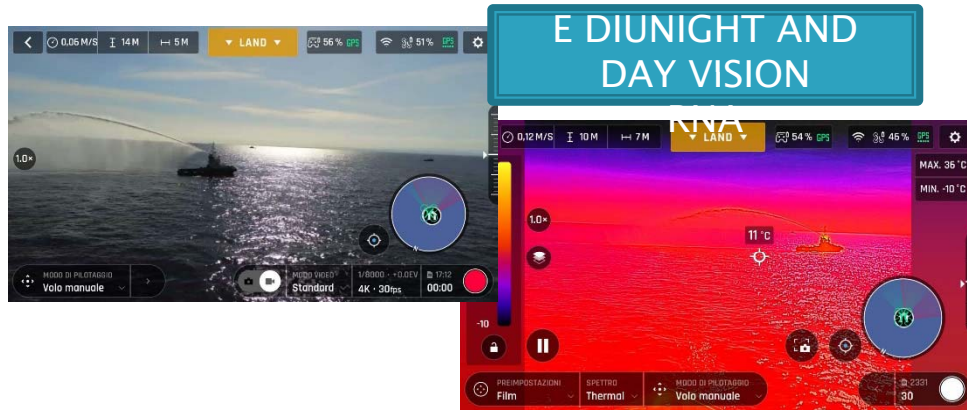 E DIUNIGHT AND
DAY VISION
RNA
0,06 M/S 14 M 5 M LAND 56 % GPS 51 % GPS
1.0×
MODO DI PILOTAGGIO
Volo manuale
MODO VIDEO
Standard
1/8000 · +0.0EV
4K · 30fps
17:12
00:00
0,12 M/S 10 M 7 M LAND 54 % GPS 46 % GPS
MAX. 36 °C
MIN. -10 °C
1.0×
11 °C
-10
N
PREIMPOSTAZIONI
Film
SPETTRO
Thermal
MODO DI PILOTAGGIO
Volo manuale
2331
30